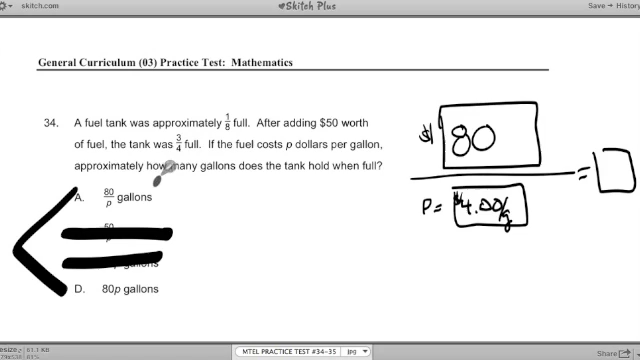 skitch.com
Skitch Plus
Save → History
General Curriculum (03) Practice Test: Mathematics
34. A fuel tank was approximately 1/8 full. After adding $50 worth
of fuel, the tank was 3/4 full. If the fuel costs p dollars per gallon,
approximately how many gallons does the tank hold when full?
A. 80/p gallons
50
p gallons
D. 80p gallons
$ 80
P = $4.00/g
=
MTEL PRACTICE TEST #34-35 jpg
Share